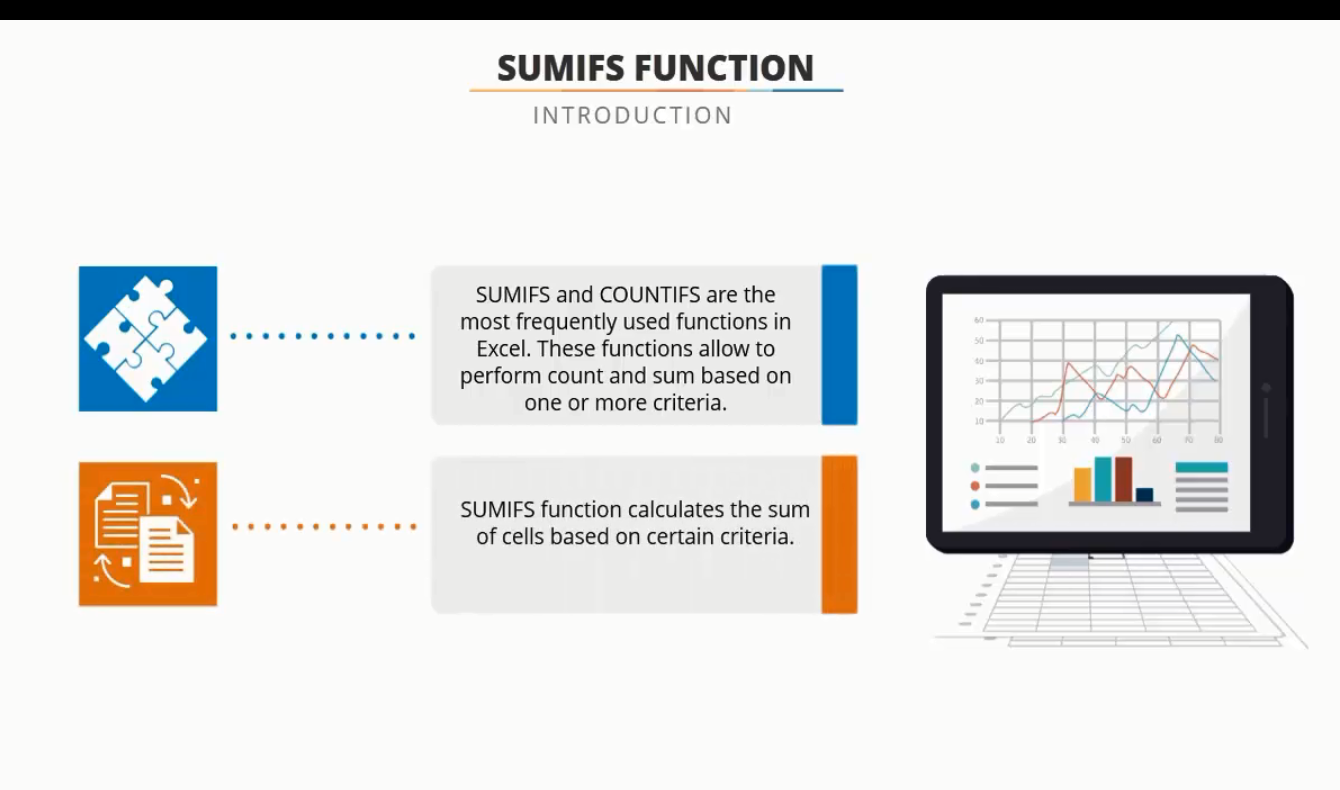 SUMIFS FUNCTION
INTRODUCTION
SUMIFS and COUNTIFS are the
most frequently used functions in
Excel. These functions allow to
perform count and sum based on
one or more criteria.
SUMIFS function calculates the sum
of cells based on certain criteria.
60
50
40
30
20
10
10 20 30 40 50 60 70 80